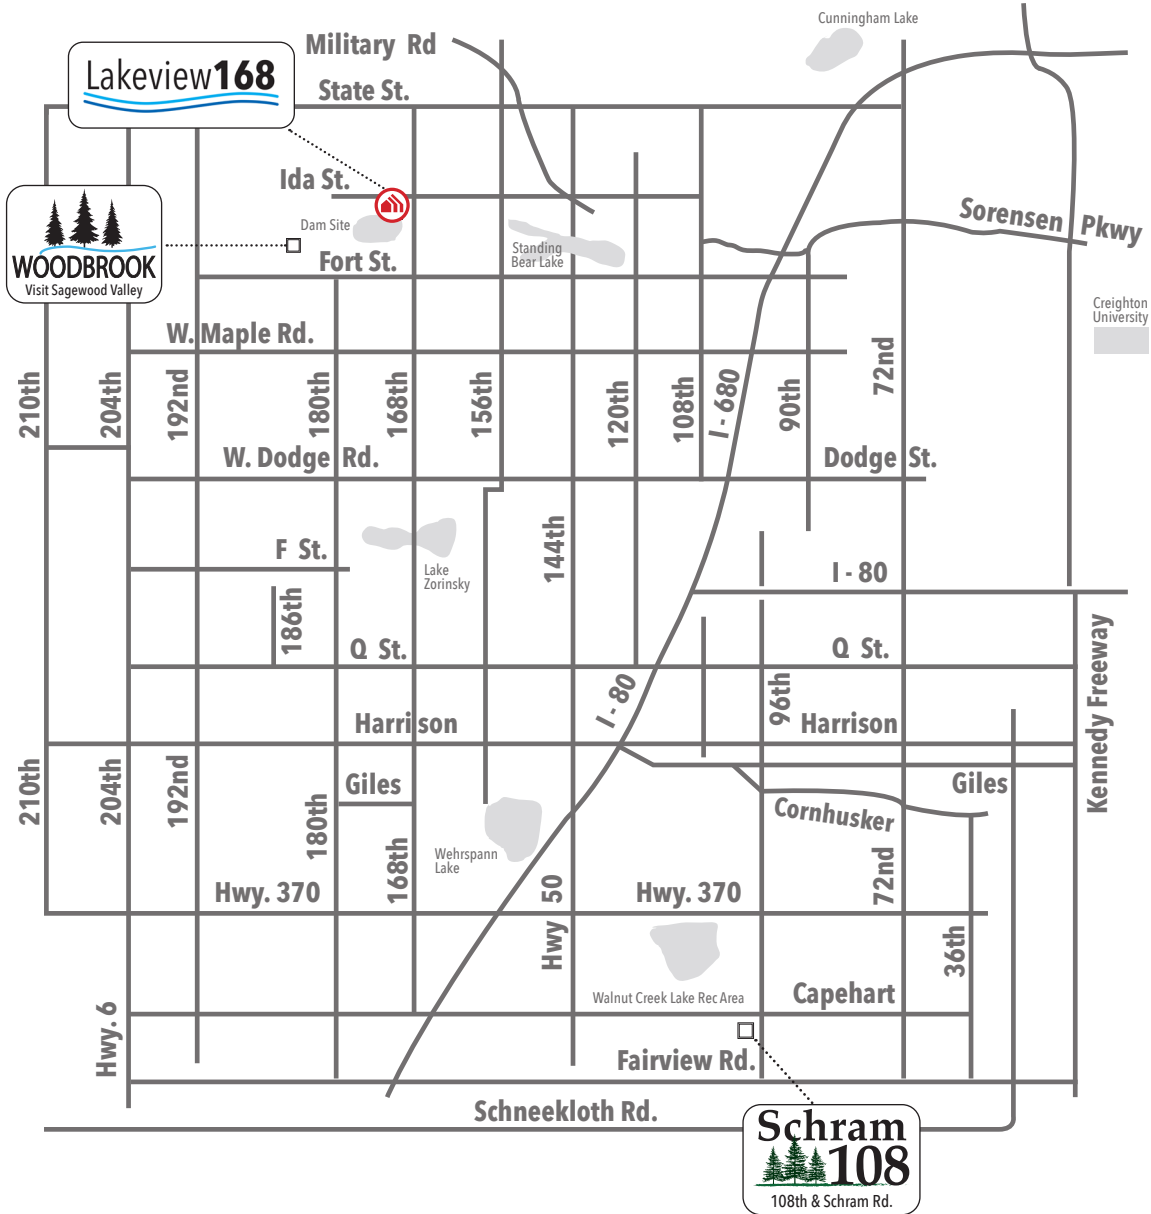 Cunningham Lake
Military Rd
Lakeview168
State St.
Ida St.
Dam Site
WOODBROOK
Visit Sagewood Valley
Fort St.
Standing
Bear Lake
Sorensen Pkwy
Creighton
University
W. Maple Rd.
210th
204th
192nd
180th
168th
156th
120th
108th
I - 680
90th
72nd
W. Dodge Rd.
Dodge St.
F St.
Lake
Zorinsky
144th
I - 80
186th
Q St.
Q St.
I - 80
96th
Kennedy Freeway
Harrison
Harrison
210th
204th
192nd
180th
Giles
168th
Giles
Cornhusker
Wehrspann
Lake
Hwy. 370
Hwy 50
Hwy. 370
72nd
36th
Walnut Creek Lake Rec Area
Capehart
Hwy. 6
Fairview Rd.
Schneekloth Rd.
Schram
108
108th & Schram Rd.